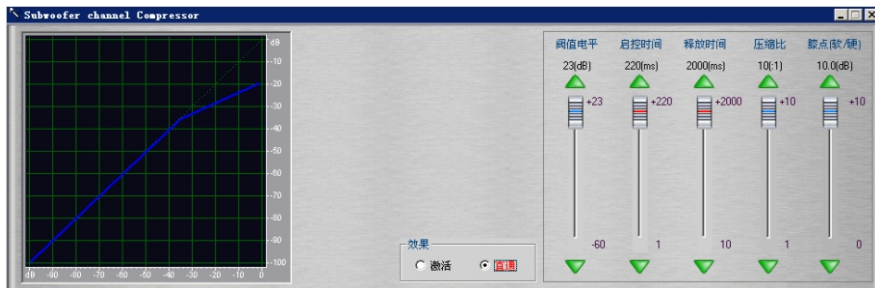 Subwoofer channel Compressor
dB
-10
-20
-30
-40
-50
-60
-70
-80
-90
-100
dB -90 -80 -70 -60 -50 -40 -30 -20 -10 0
效果
激活 直通
阀值电平 启控时间 释放时间 压缩比 膝点(软/硬)
23(dB) 220(ms) 2000(ms) 10(:1) 10.0(dB)
+23 +220 +2000 +10 +10
-60 1 10 1 0